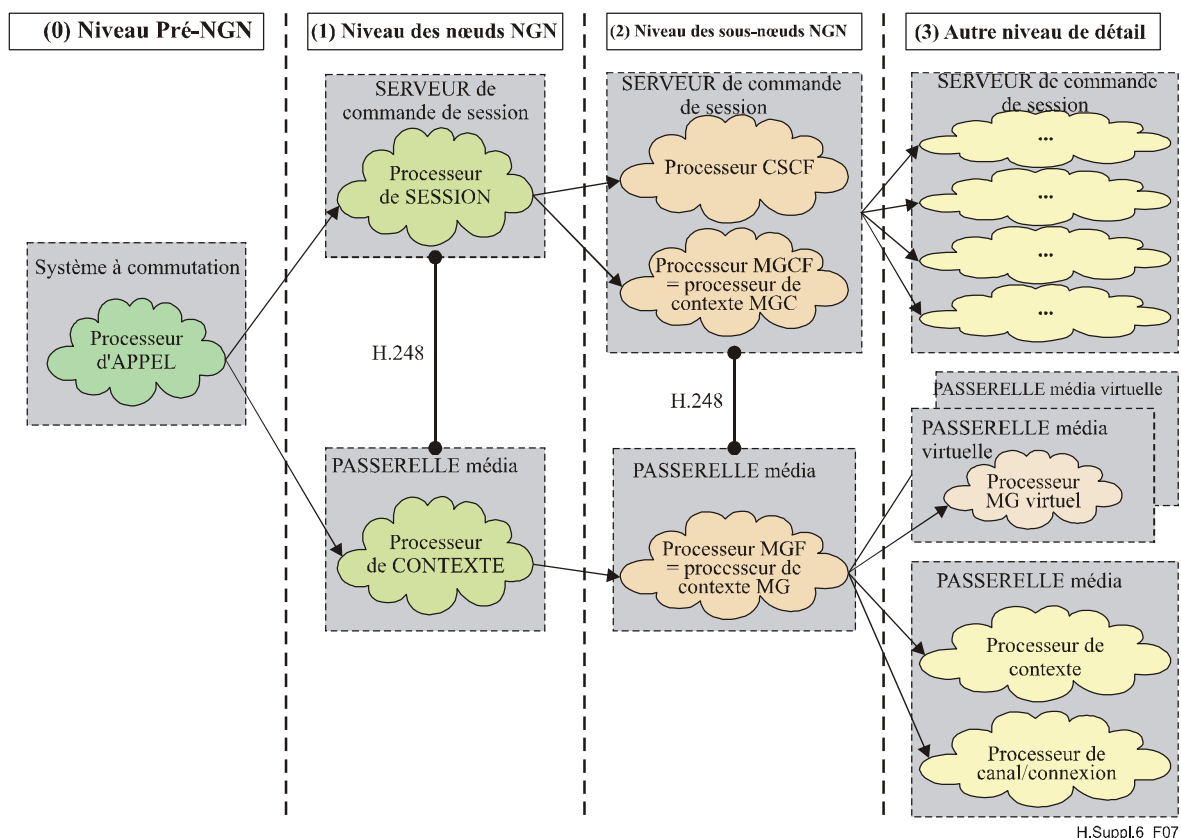 (0) Niveau Pré-NGN
(1) Niveau des nœuds NGN
(2) Niveau des sous-nœuds NGN
(3) Autre niveau de détail
Système à commutation
Processeur
d'APPEL
SERVEUR de
commande de session
Processeur
de SESSION
H.248
PASSERELLE média
Processeur
de CONTEXTE
SERVEUR de commande
de session
Processeur CSCF
Processeur MGCF
= processeur de
contexte MGC
H.248
PASSERELLE média
Processeur MGF
= processeur de
contexte MG
SERVEUR de commande
de session
...
...
...
...
PASSERELLE média virtuelle
PASSERELLE média
virtuelle
Processeur
MG virtuel
PASSERELLE média
Processeur de
contexte
Processeur de
canal/connexion
H.Suppl.6_F07